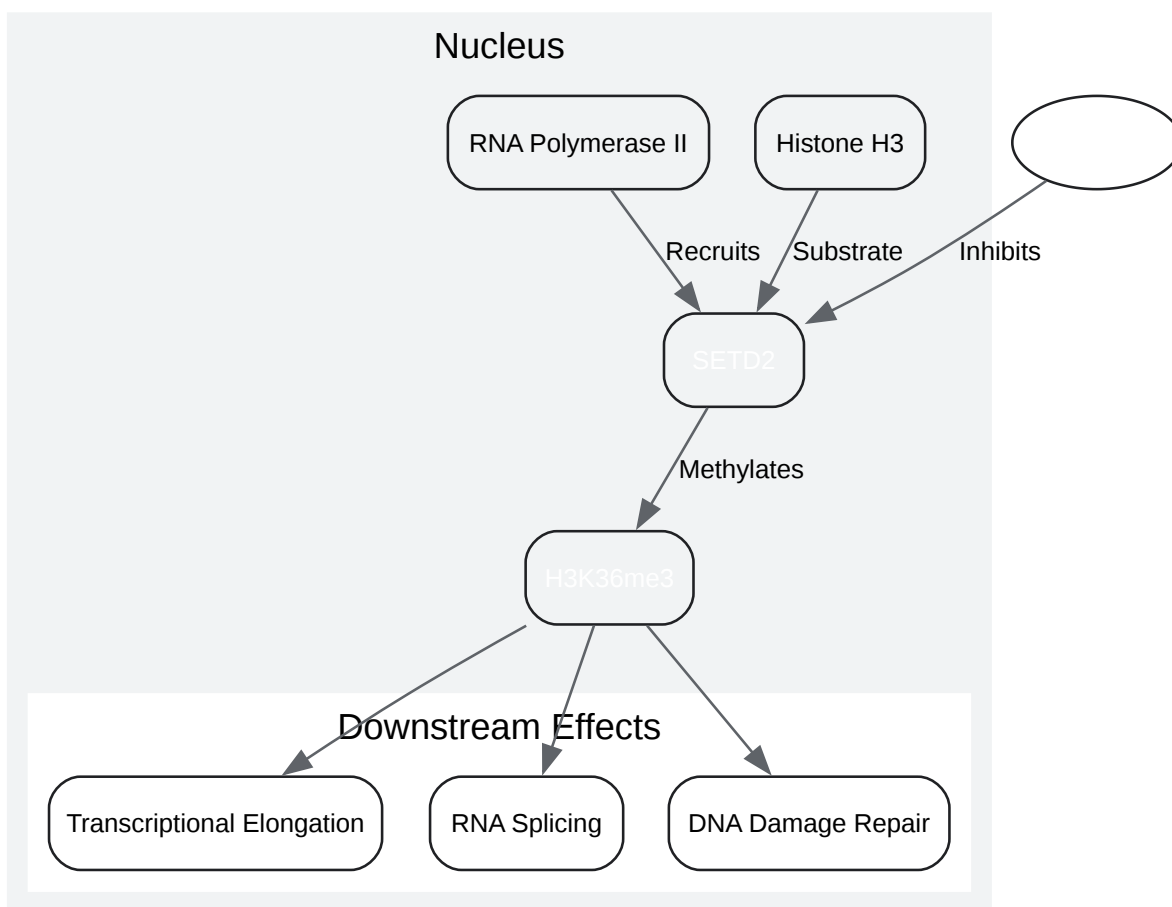 Nucleus
RNA Polymerase II
Histone H3
Recruits
Substrate
Inhibits
SETD2
Methylates
H3K36me3
Downstream Effects
Transcriptional Elongation
RNA Splicing
DNA Damage Repair